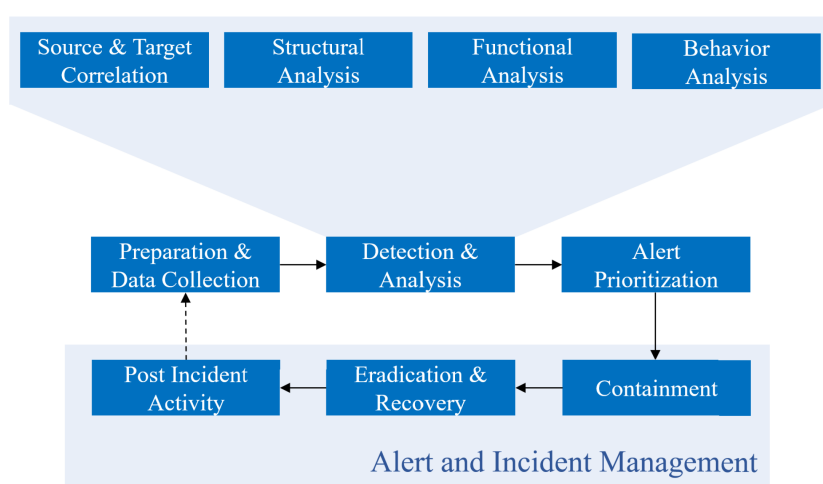 Source & Target
Correlation
Structural
Analysis
Functional
Analysis
Behavior
Analysis
Preparation &
Data Collection
Detection &
Analysis
Alert
Prioritization
Post Incident
Activity
Eradication &
Recovery
Containment
Alert and Incident Management